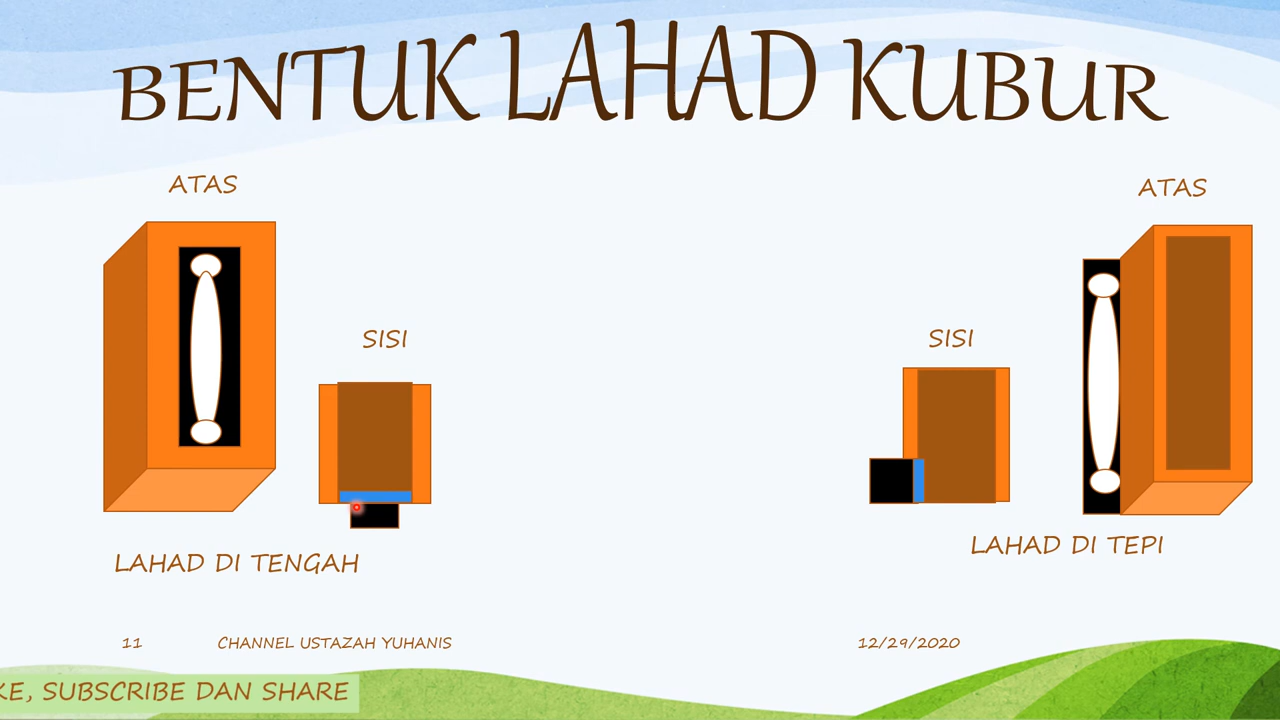 BENTUK LAHAD KUBUR
ATAS
SISI
LAHAD DI TENGAH
ATAS
SISI
LAHAD DI TEPI
11
CHANNEL USTAZAH YUHANIS
12/29/2020
KE, SUBSCRIBE DAN SHARE